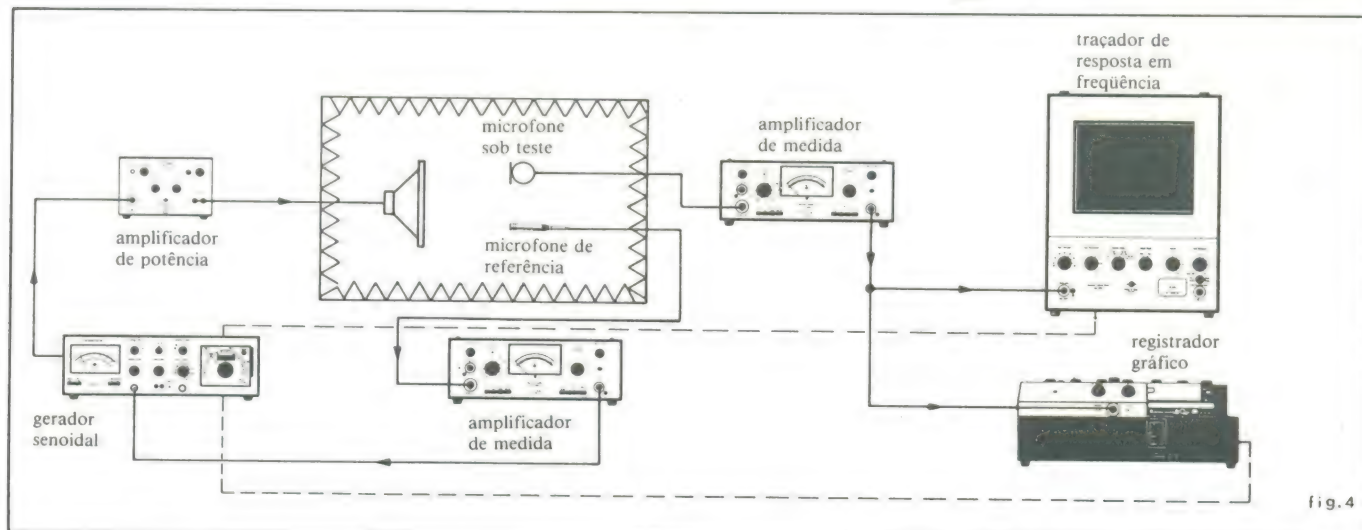 traçador de
resposta em
freqüência
microfone
sob teste
amplificador
de medida
amplificador
de potência
microfone de
referência
registrador
gráfico
gerador
senoidal
amplificador
de medida
fig.4